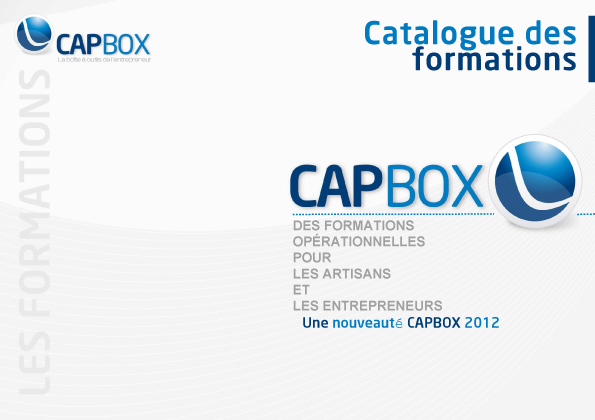 CAPBOX
La boîte à outils de l'entrepreneur
Catalogue des
formations
LES FORMATIONS
CAPBOX
DES FORMATIONS
OPÉRATIONNELLES
POUR
LES ARTISANS
ET
LES ENTREPRENEURS
Une nouveauté CAPBOX 2012